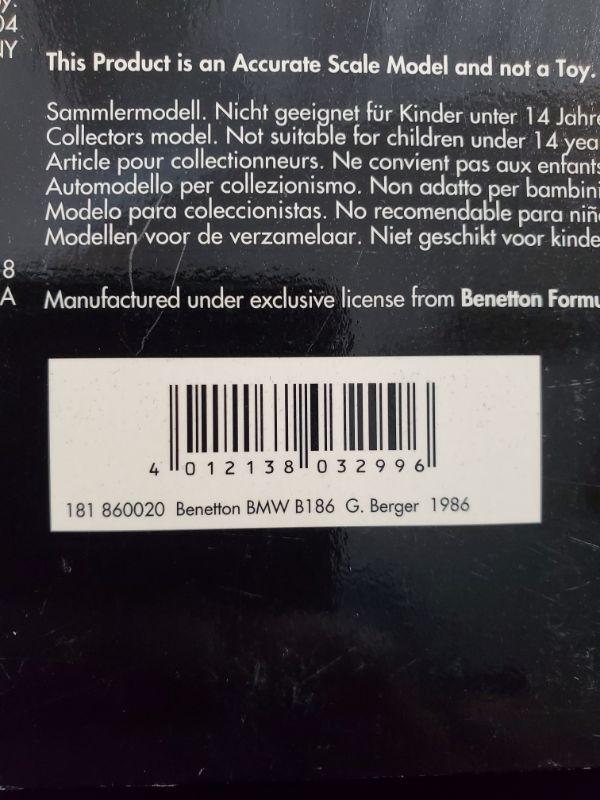 04
NY
This Product is an Accurate Scale Model and not a Toy.
Sammlermodell. Nicht geeignet für Kinder unter 14 Jahre
Collectors model. Not suitable for children under 14 yea
Article pour collectionneurs. Ne convient pas aux enfants
Automodello per collezionismo. Non adatto per bambini
Modelo para coleccionistas. No recomendable para niñ
Modellen voor de verzamelaar. Niet geschikt voor kinde
8
A Manufactured under exclusive license from Benetton Formu
4 012138 032996
181 860020 Benetton BMW B186 G. Berger 1986